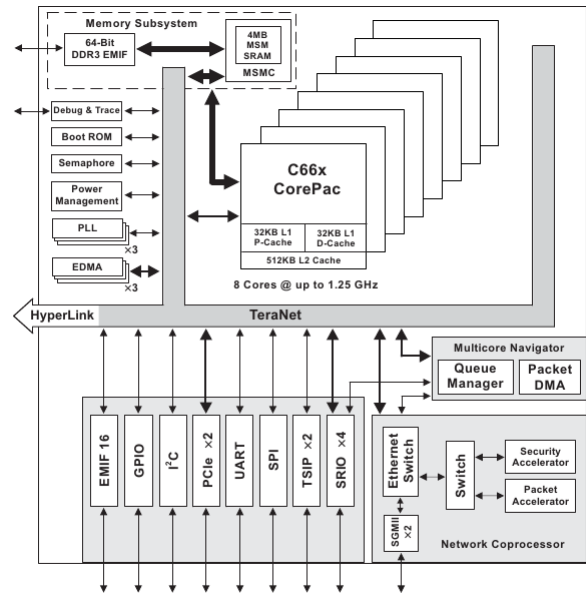 Memory Subsystem
64-Bit
DDR3 EMIF
4MB
MSM
SRAM
MSMC
Debug & Trace
Boot ROM
Semaphore
Power
Management
PLL
×3
EDMA
×3
C66x
CorePac
32KB L1
P-Cache
32KB L1
D-Cache
512KB L2 Cache
8 Cores @ up to 1.25 GHz
HyperLink
TeraNet
Multicore Navigator
Queue
Manager
Packet
DMA
EMIF 16
GPIO
I²C
PCIe ×2
UART
SPI
TSIP ×2
SRIO ×4
Ethernet
Switch
Switch
Security
Accelerator
Packet
Accelerator
SGMII
×2
Network Coprocessor